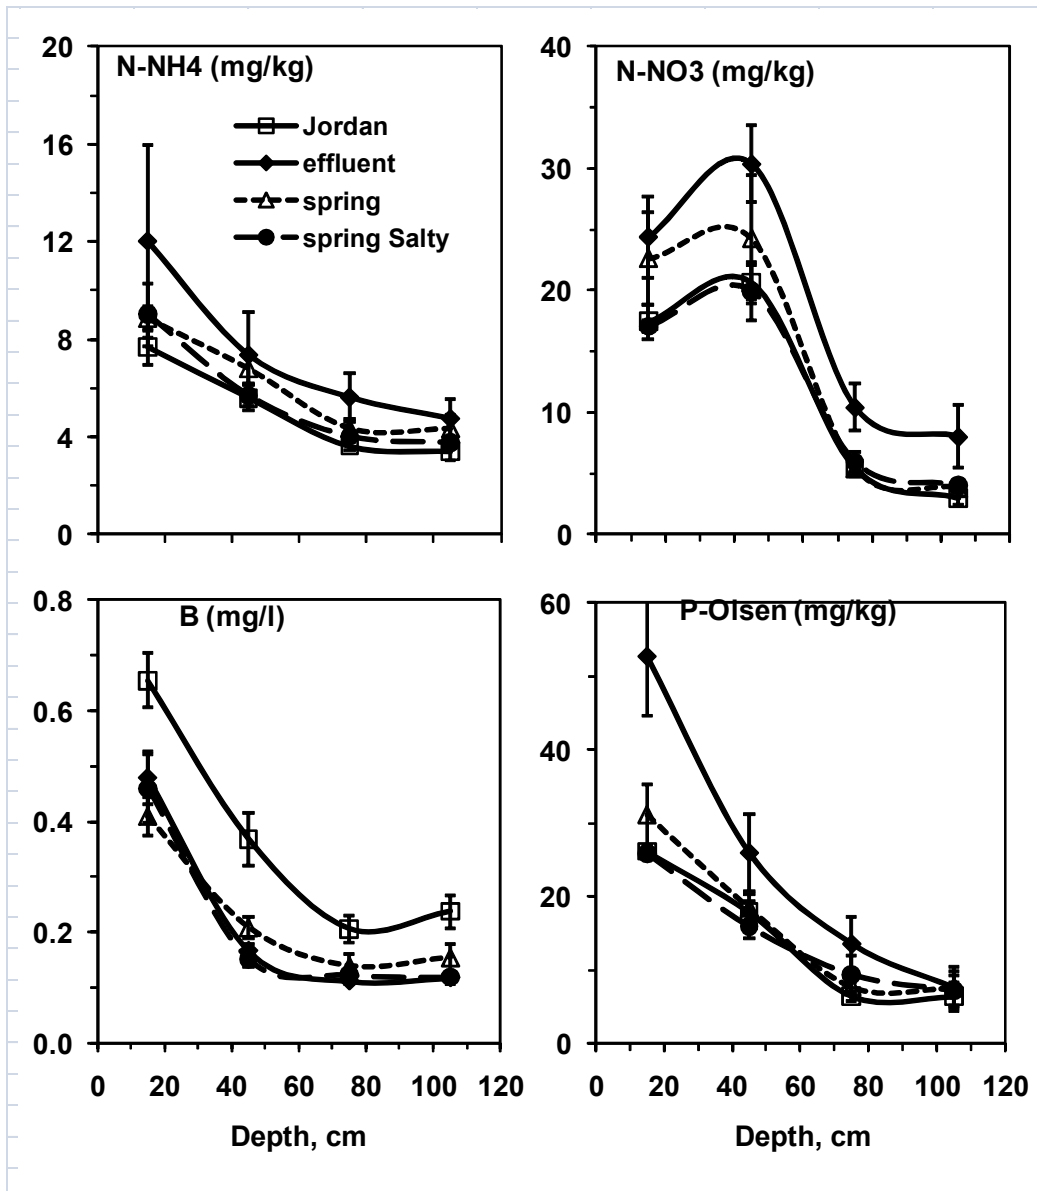 N-NH4 (mg/kg)
20
16
12
8
4
0
Jordan
effluent
spring
spring Salty
N-NO3 (mg/kg)
40
30
20
10
0
B (mg/l)
0.8
0.6
0.4
0.2
0.0
0 20 40 60 80 100 120
Depth, cm
P-Olsen (mg/kg)
60
40
20
0
0 20 40 60 80 100 120
Depth, cm